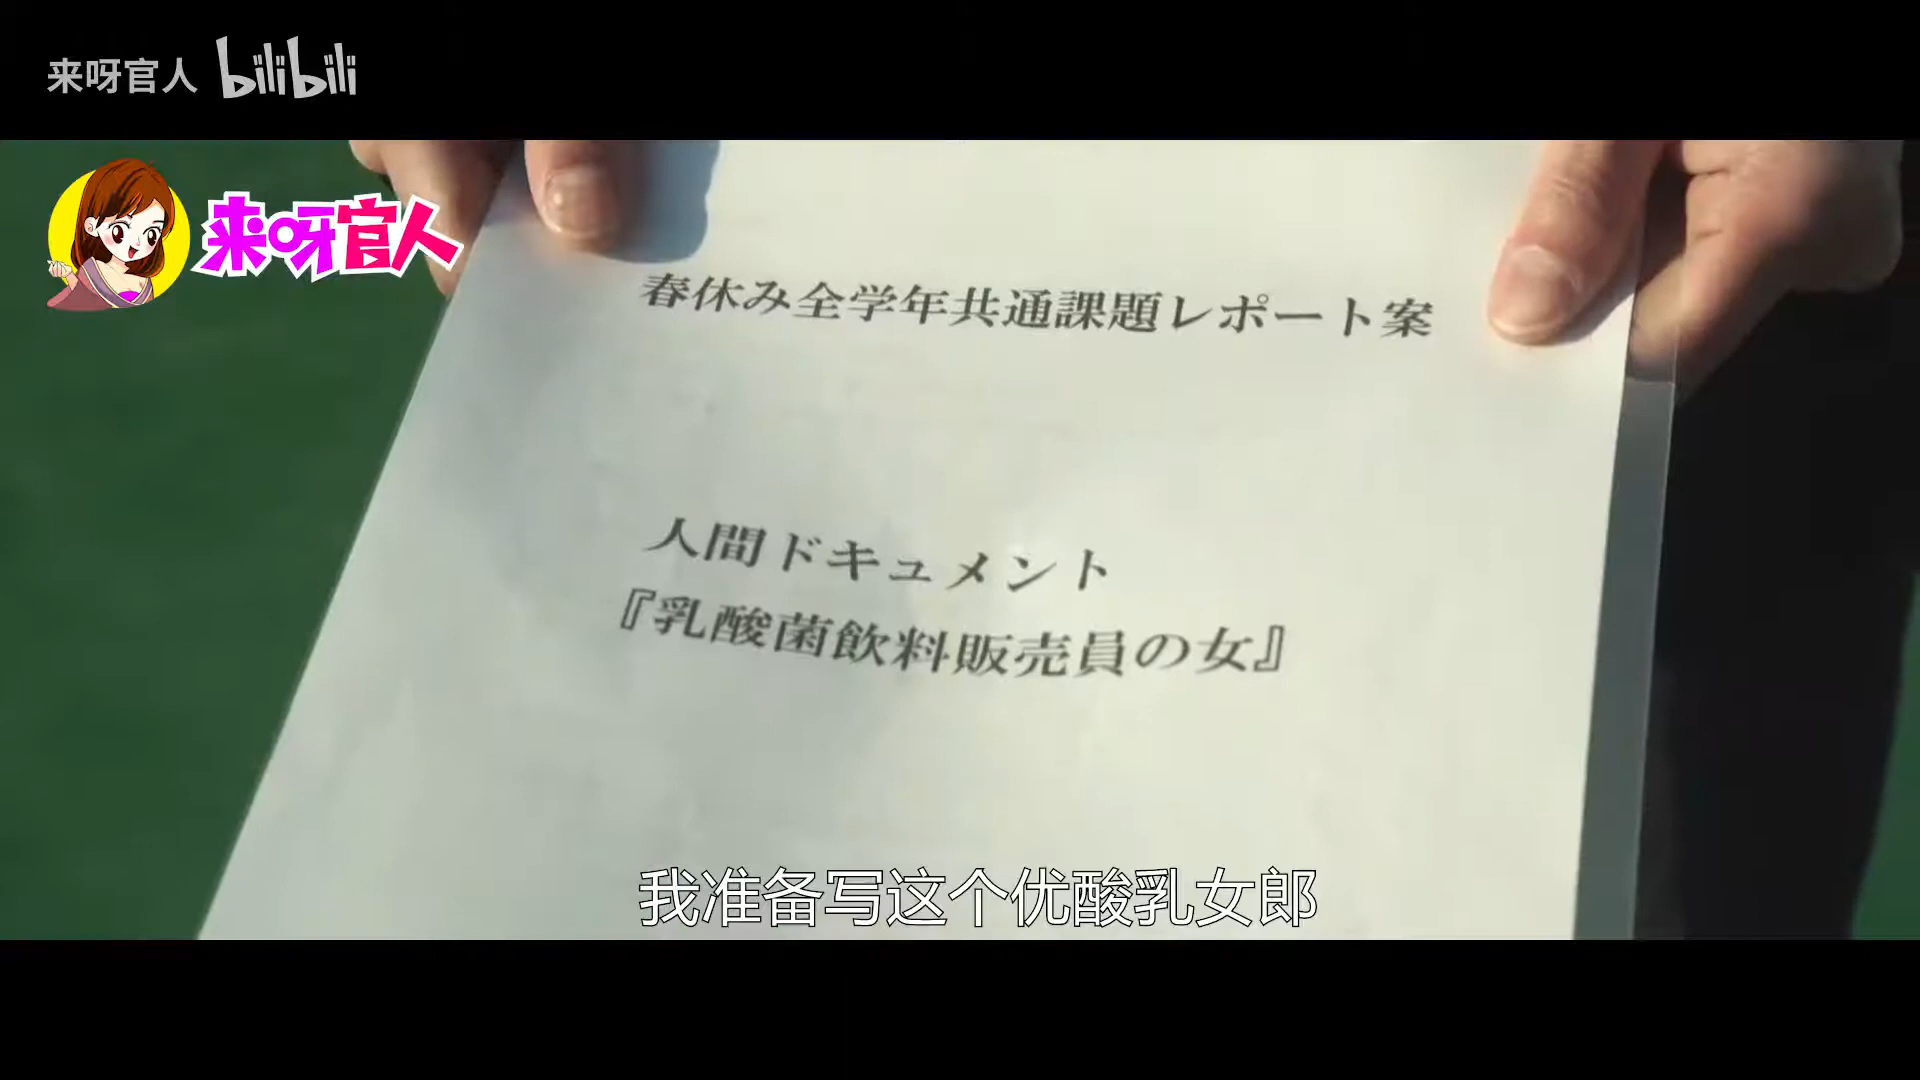 来呀官人 bilibili
来呀官人
春休み全学年共通課題レポート案
人間ドキュメント
『乳酸菌飲料販売員の女』
我准备写这个优酸乳女郎